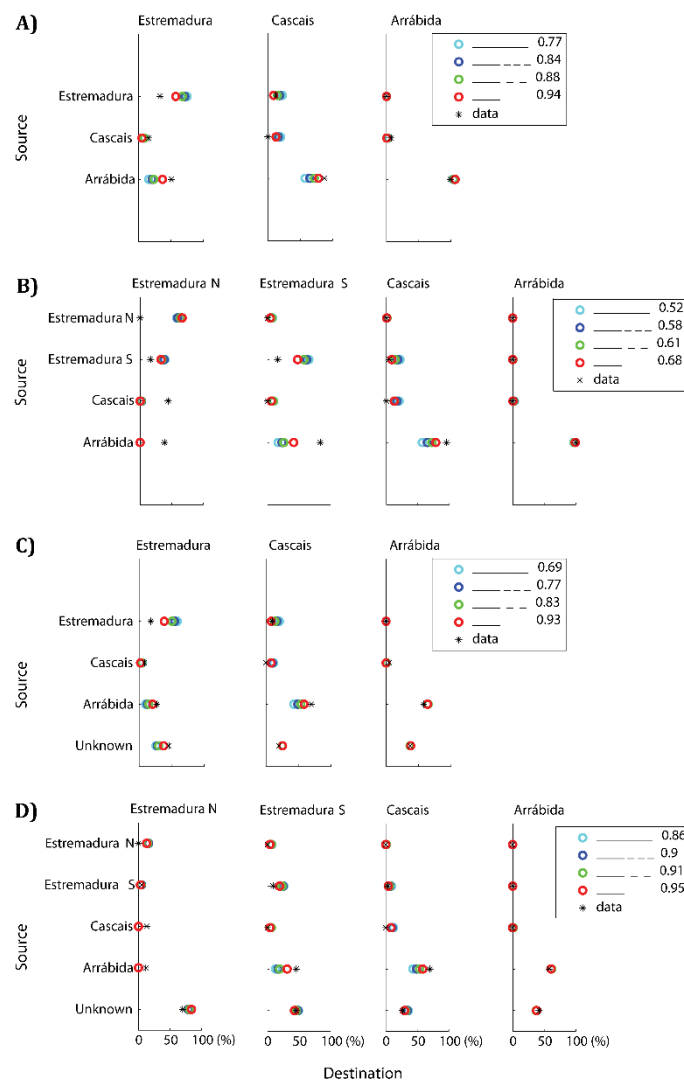 A)
Estremadura Cascais Arrábida
0.77
0.84
0.88
0.94
data
Estremadura
Cascais
Arrábida
Source
B)
Estremadura N Estremadura S Cascais Arrábida
0.52
0.58
0.61
0.68
data
Estremadura N
Estremadura S
Cascais
Arrábida
Source
C)
Estremadura Cascais Arrábida
0.69
0.77
0.83
0.93
data
Estremadura
Cascais
Arrábida
Unknown
Source
D)
Estremadura N Estremadura S Cascais Arrábida
0.86
0.9
0.91
0.95
data
Estremadura N
Estremadura S
Cascais
Arrábida
Unknown
Source
0 50 100 (%) 0 50 100 (%) 0 50 100 (%) 0 50 100 (%)
Destination